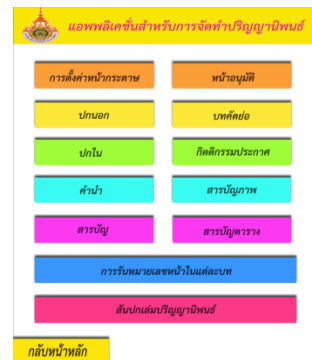 แอพพลิเคชั่นสำหรับการจัดทำปริญญานิพนธ์
การตั้งค่าหน้ากระดาษ
หน้าอนุมัติ
ปกนอก
บทคัดย่อ
ปกใน
กิตติกรรมประกาศ
คำนำ
สารบัญภาพ
สารบัญ
สารบัญตาราง
การรันหมายเลขหน้าในแต่ละบท
สันปกเล่มปริญญานิพนธ์
กลับหน้าหลัก